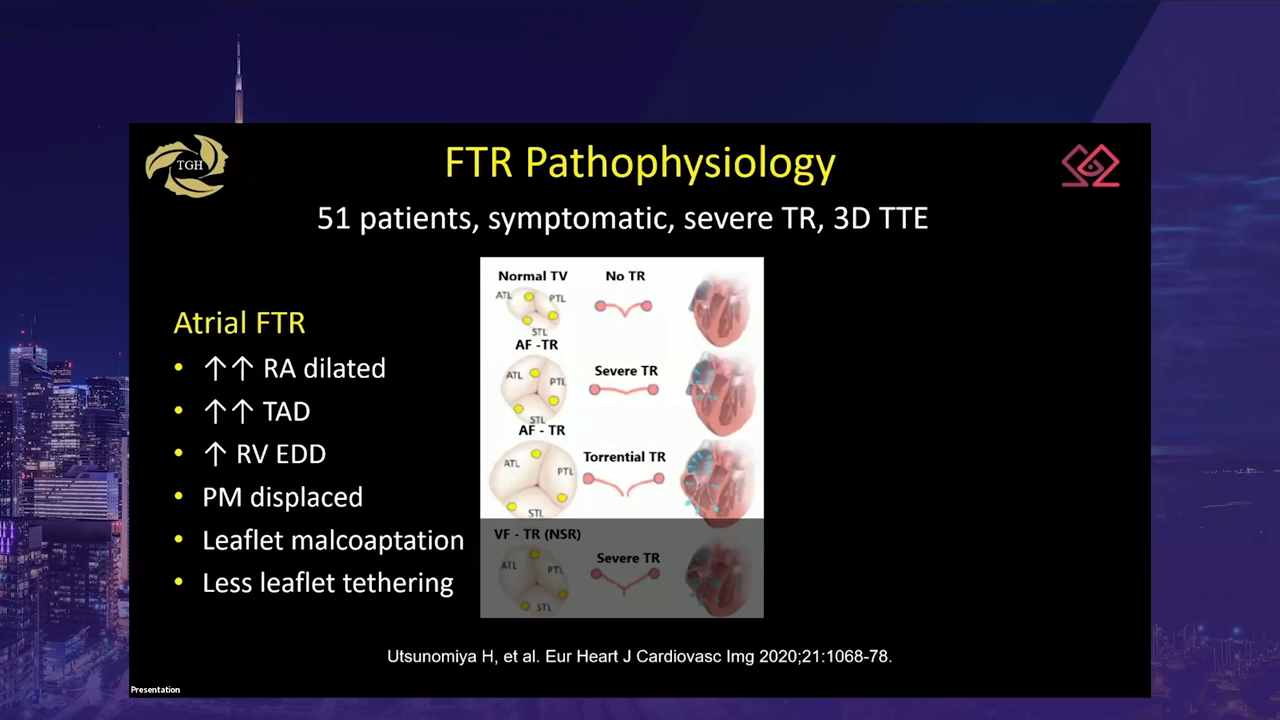 TGH
FTR Pathophysiology
51 patients, symptomatic, severe TR, 3D TTE
Atrial FTR
• ↑↑ RA dilated
• ↑↑ TAD
• ↑ RV EDD
• PM displaced
• Leaflet malcoaptation
• Less leaflet tethering
Normal TV No TR
ATL PTL
STL
AF -TR
Severe TR
ATL PTL
STL
AF - TR
Torrential TR
ATL PTL
STL
VF - TR (NSR)
Severe TR
ATL PTL
STL
Utsunomiya H, et al. Eur Heart J Cardiovasc Img 2020;21:1068-78.
Presentation